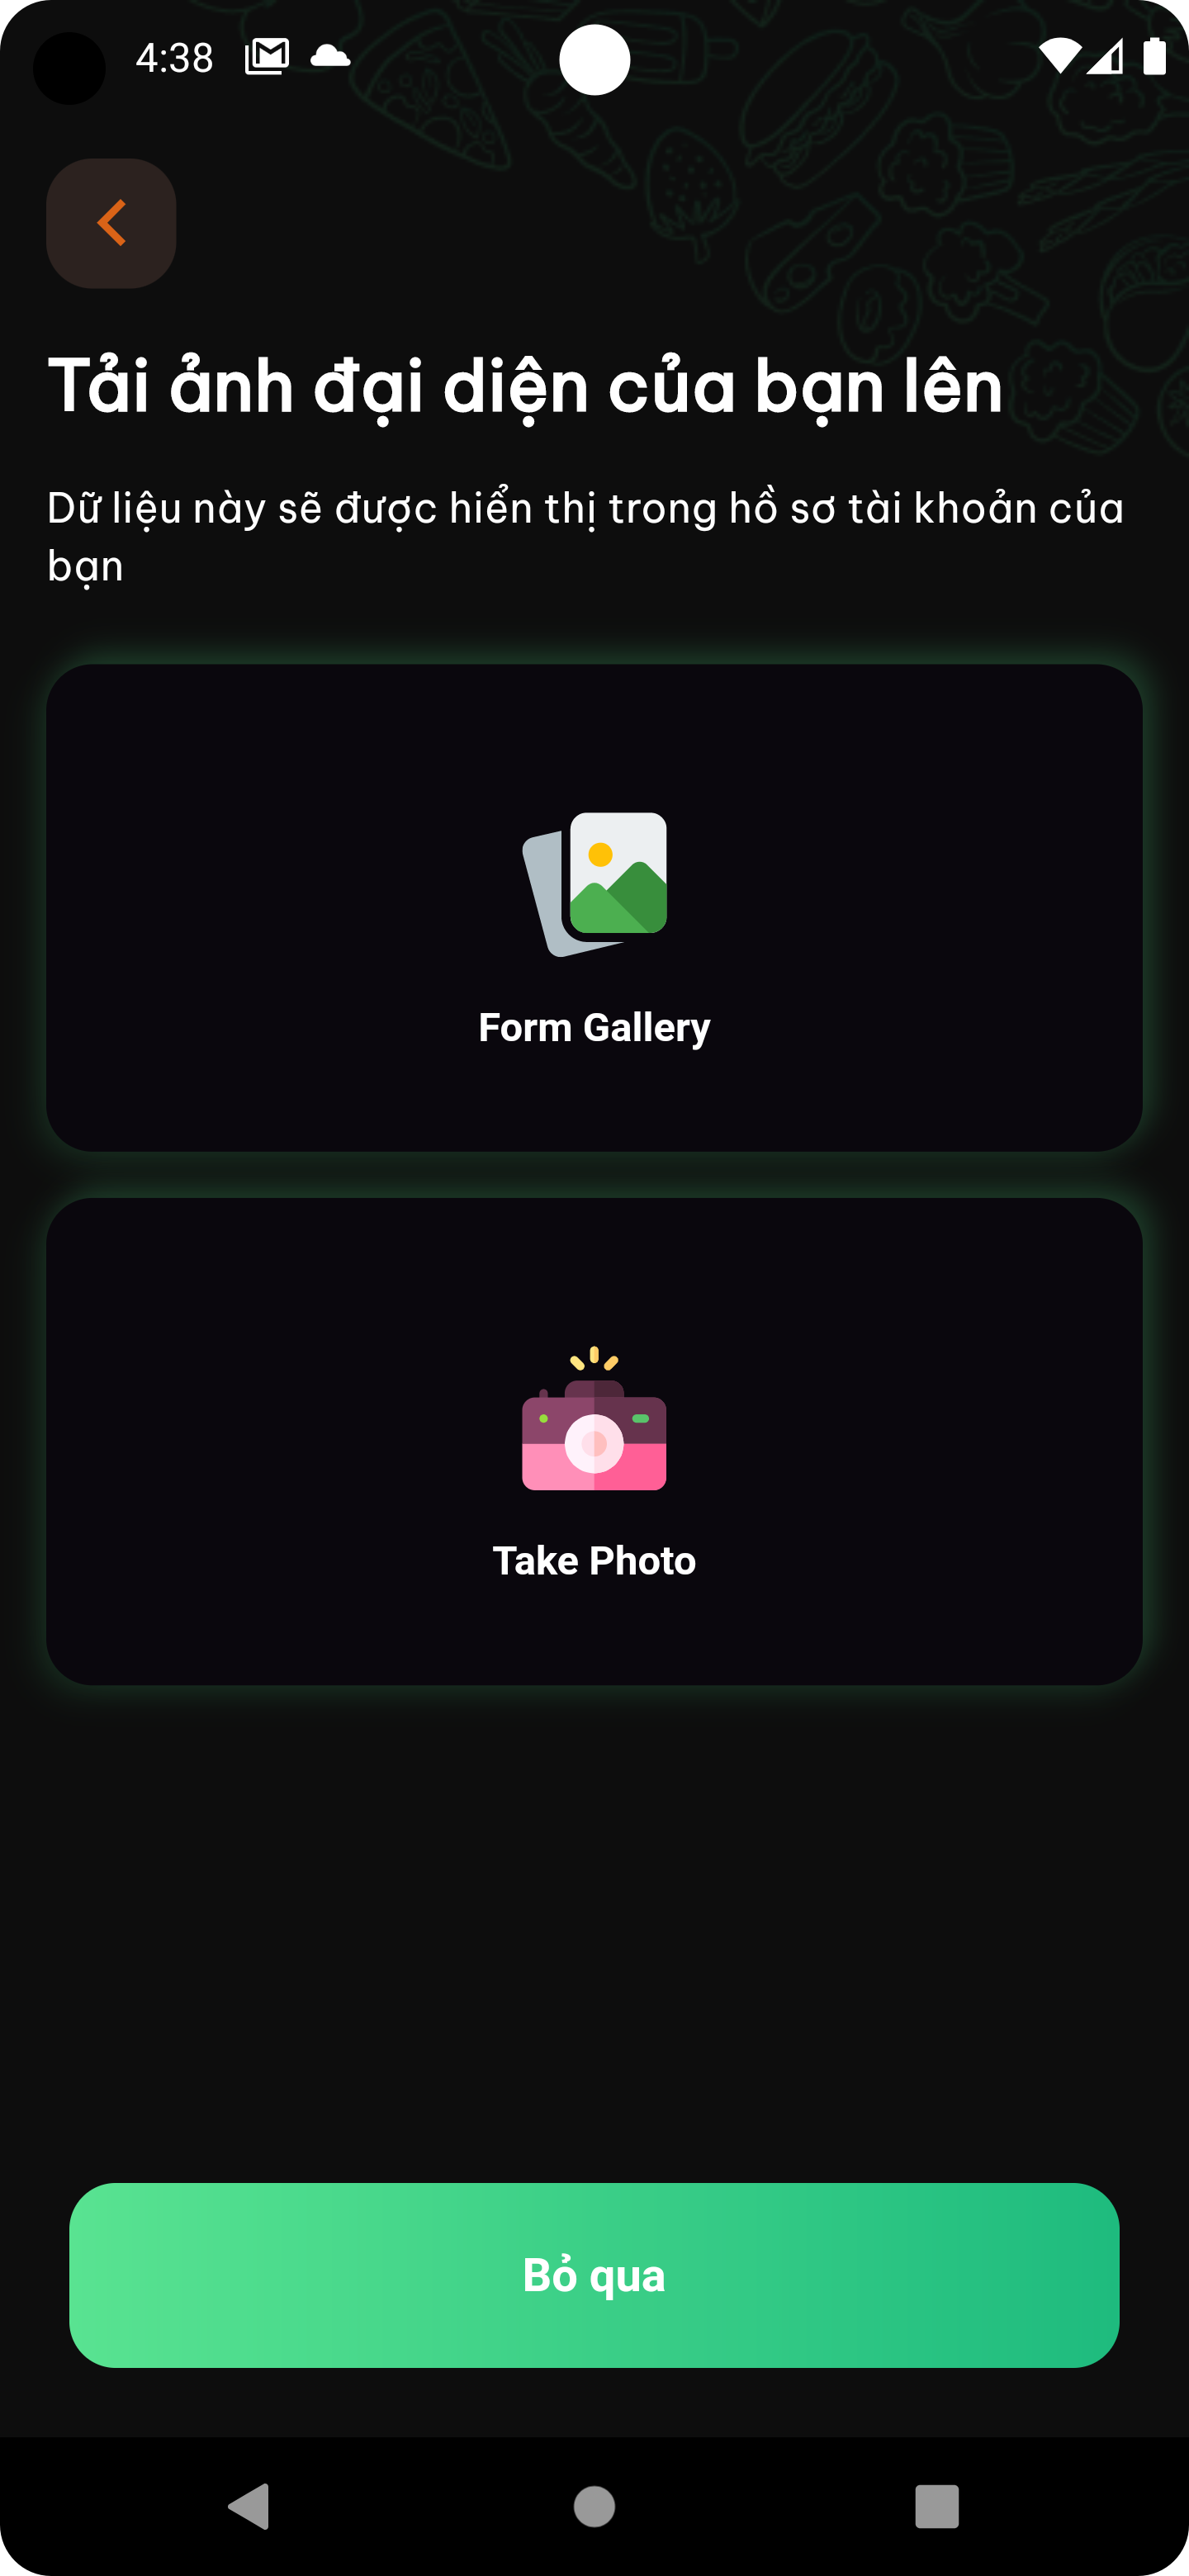 4:38
Tải ảnh đại diện của bạn lên
Dữ liệu này sẽ được hiển thị trong hồ sơ tài khoản của
bạn
Form Gallery
Take Photo
Bỏ qua